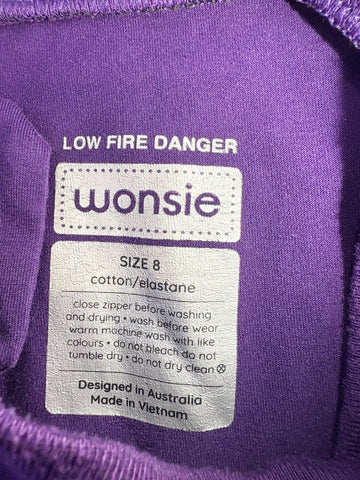 LOW FIRE DANGER
wonsie
SIZE 8
cotton/elastane
close zipper before washing
and drying • wash before wear
warm machine wash with like
colours • do not bleach do not
tumble dry • do not dry clean ⓧ
Designed in Australia
Made in Vietnam